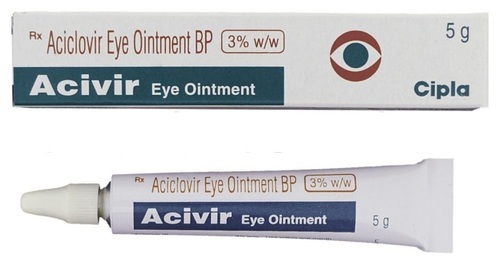 Rx Aciclovir Eye Ointment BP 3% w/w 5 g
Acivir Eye Ointment Cipla
Rx Aciclovir Eye Ointment BP 3% w/w
Acivir Eye Ointment 5 g